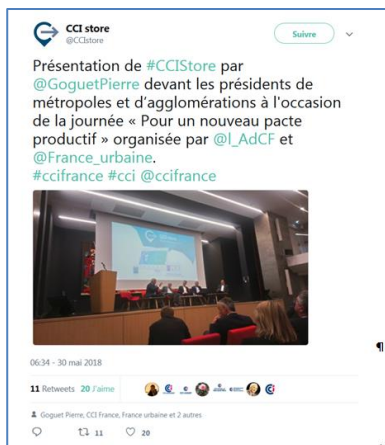 CCI store
@CCIstore
Suivre
Présentation de #CCIStore par
@GoguetPierre devant les présidents de
métropoles et d'agglomérations à l'occasion
de la journée « Pour un nouveau pacte
productif » organisée par @l_AdCF et
@France_urbaine.
#ccifrance #cci @ccifrance
06:34 - 30 mai 2018
11 Retweets 20 J'aime
Goguet Pierre, CCI France, France urbaine et 2 autres
11 20
¶